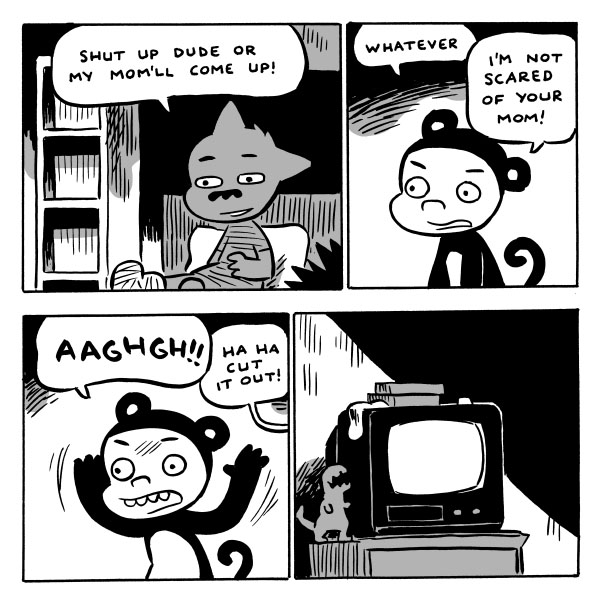 SHUT UP DUDE OR
MY MOM'LL COME UP!
WHATEVER
I'M NOT
SCARED
OF YOUR
MOM!
AAGHGH!!
HA HA
CUT
IT OUT!